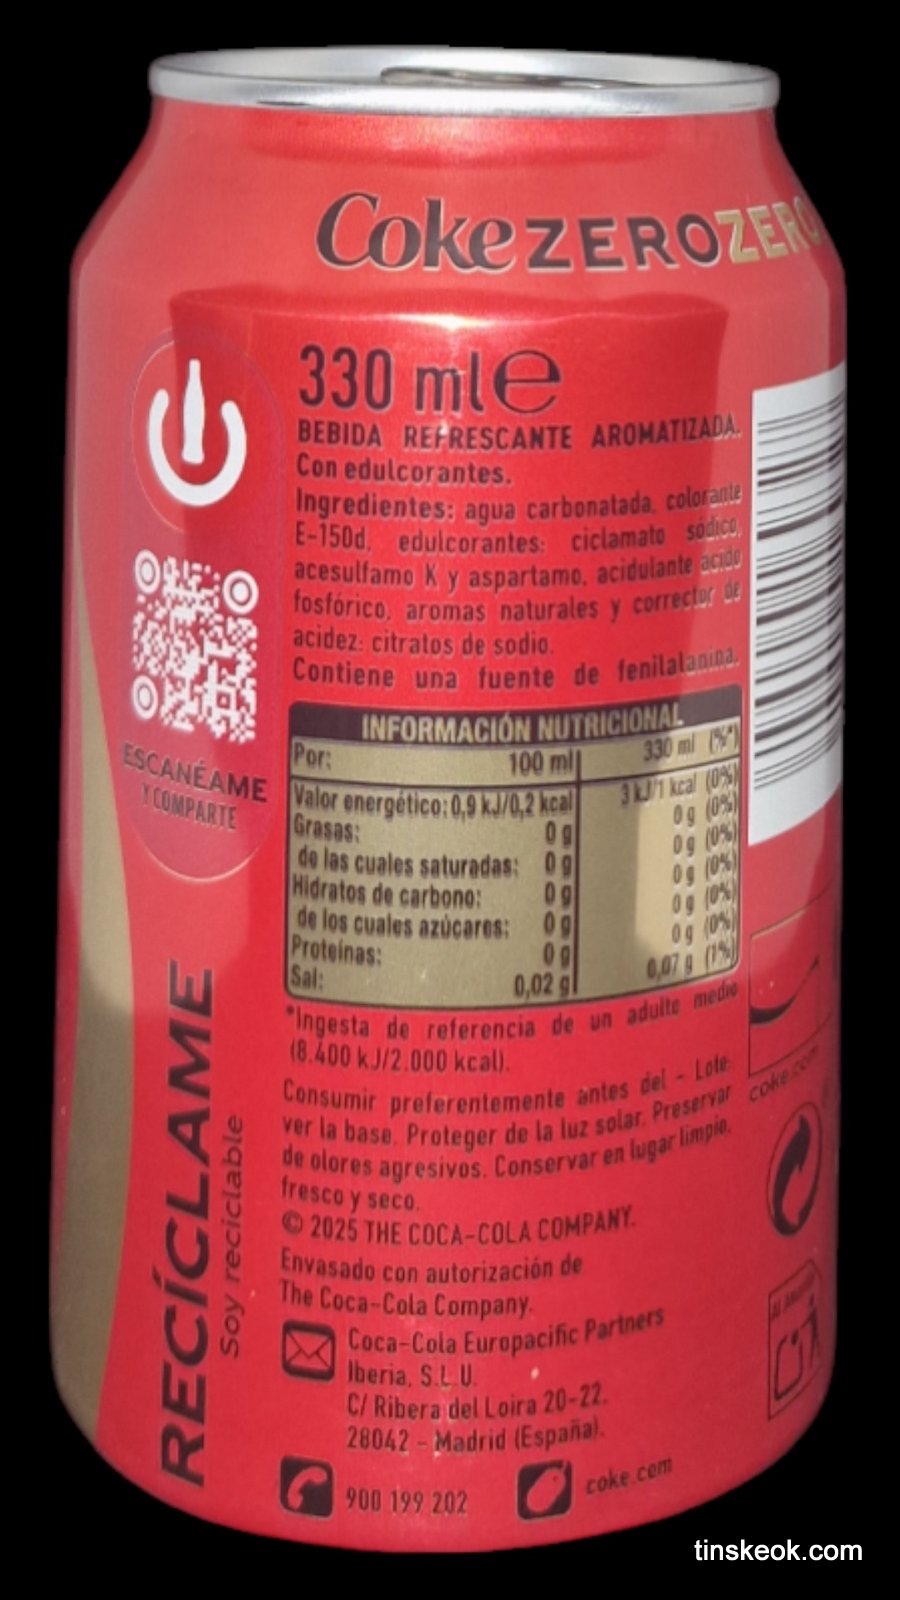 Coke ZERO ZERO
330 ml e
BEBIDA REFRESCANTE AROMATIZADA.
Con edulcorantes.
Ingredientes: agua carbonatada, colorante
E-150d, edulcorantes: ciclamato sódico,
acesulfamo K y aspartamo, acidulante ácido
fosfórico, aromas naturales y corrector de
acidez: citratos de sodio.
Contiene una fuente de fenilalanina.
ESCANÉAME
Y COMPARTE
INFORMACIÓN NUTRICIONAL
Por: 100 ml 330 ml (%*)
Valor energético: 0,9 kJ/0,2 kcal 3 kJ/1 kcal (0%)
Grasas: 0 g 0 g (0%)
de las cuales saturadas: 0 g 0 g (0%)
Hidratos de carbono: 0 g 0 g (0%)
de los cuales azúcares: 0 g 0 g (0%)
Proteínas: 0 g 0 g (0%)
Sal: 0,02 g 0,07 g (1%)
*Ingesta de referencia de un adulto medio
(8.400 kJ/2.000 kcal).
Consumir preferentemente antes del - Lote:
ver la base. Proteger de la luz solar. Preservar
de olores agresivos. Conservar en lugar limpio,
fresco y seco.
© 2025 THE COCA-COLA COMPANY.
Envasado con autorización de
The Coca-Cola Company.
Coca-Cola Europacific Partners
Iberia, S.L.U.
C/ Ribera del Loira 20-22.
28042 - Madrid (España).
900 199 202
coke.com
RECÍCLAME
Soy reciclable
coke.com
AL AMARILLO
tinskeok.com